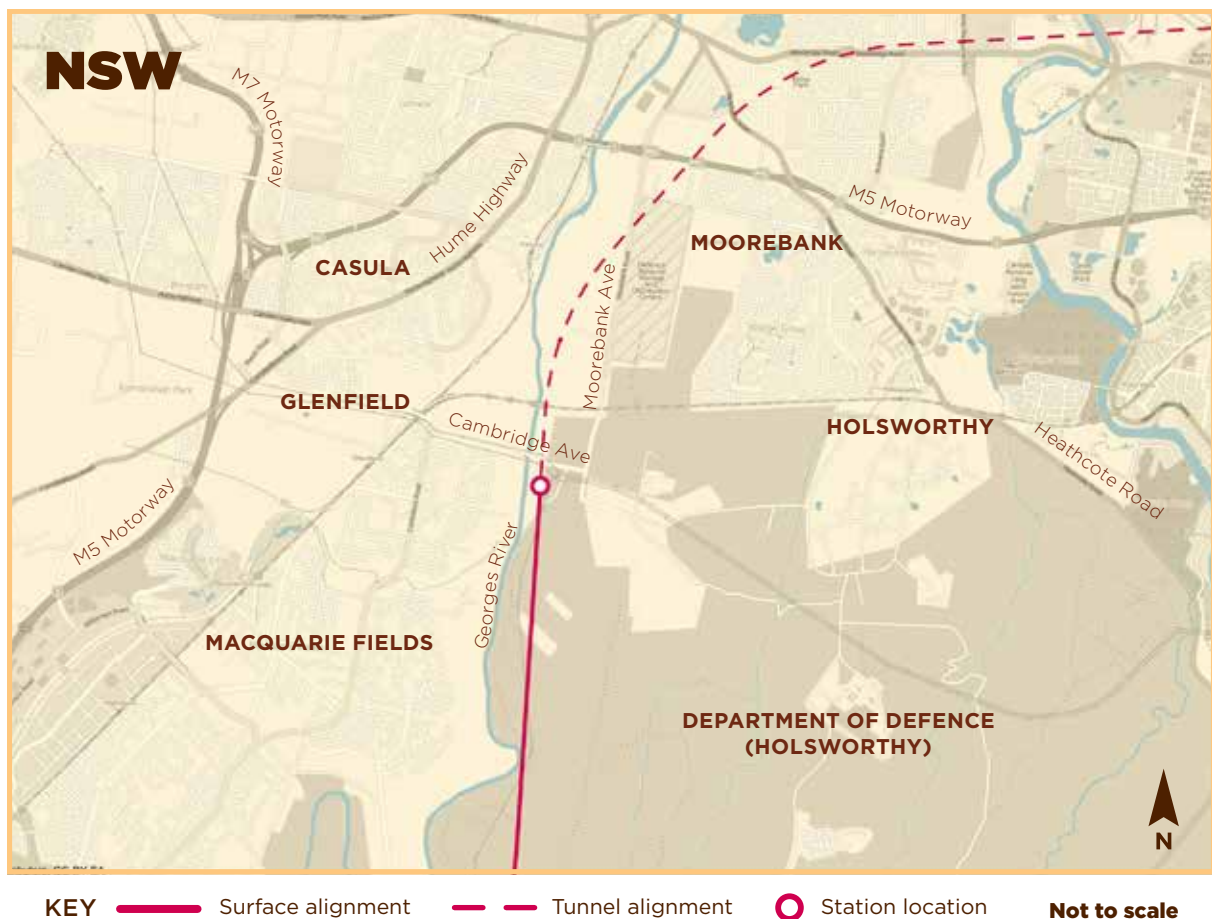 NSW
M7 Motorway
Hume Highway
M5 Motorway
MOOREBANK
CASULA
Moorebank Ave
GLENFIELD
Cambridge Ave
HOLSWORTHY
Heathcote Road
M5 Motorway
Georges River
MACQUARIE FIELDS
DEPARTMENT OF DEFENCE
(HOLSWORTHY)
N
KEY Surface alignment Tunnel alignment Station location Not to scale